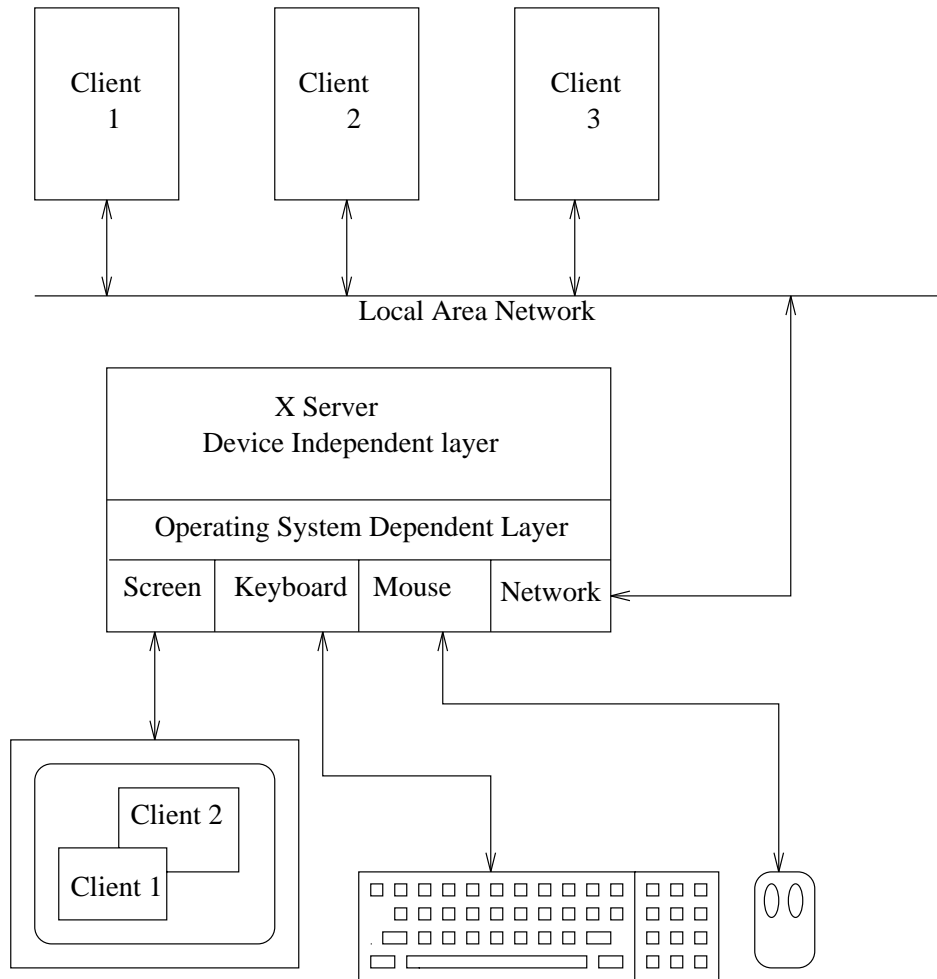 Client
1
Client
2
Client
3
Local Area Network
X Server
Device Independent layer
Operating System Dependent Layer
Screen
Keyboard
Mouse
Network
Client 2
Client 1